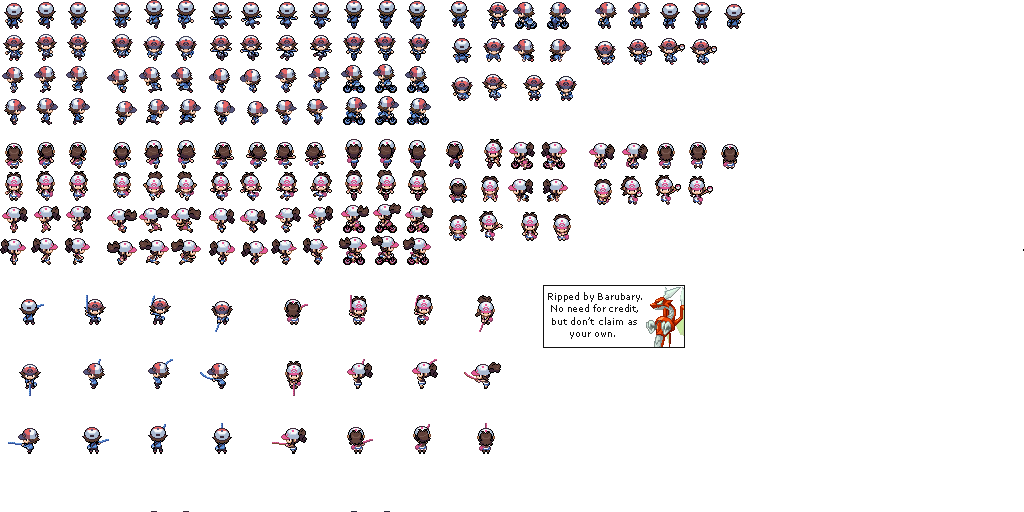 Ripped by Barubary.
No need for credit,
but don't claim as
your own.